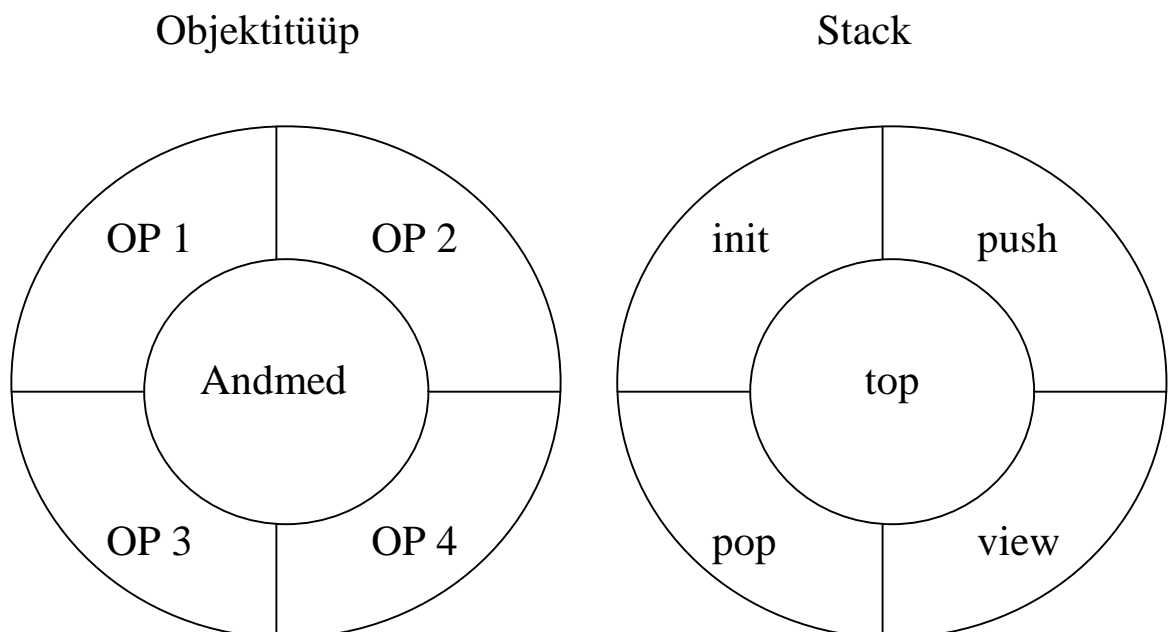 Objektitüüp
Stack
OP 1
OP 2
Andmed
OP 3
OP 4
init
push
top
pop
view